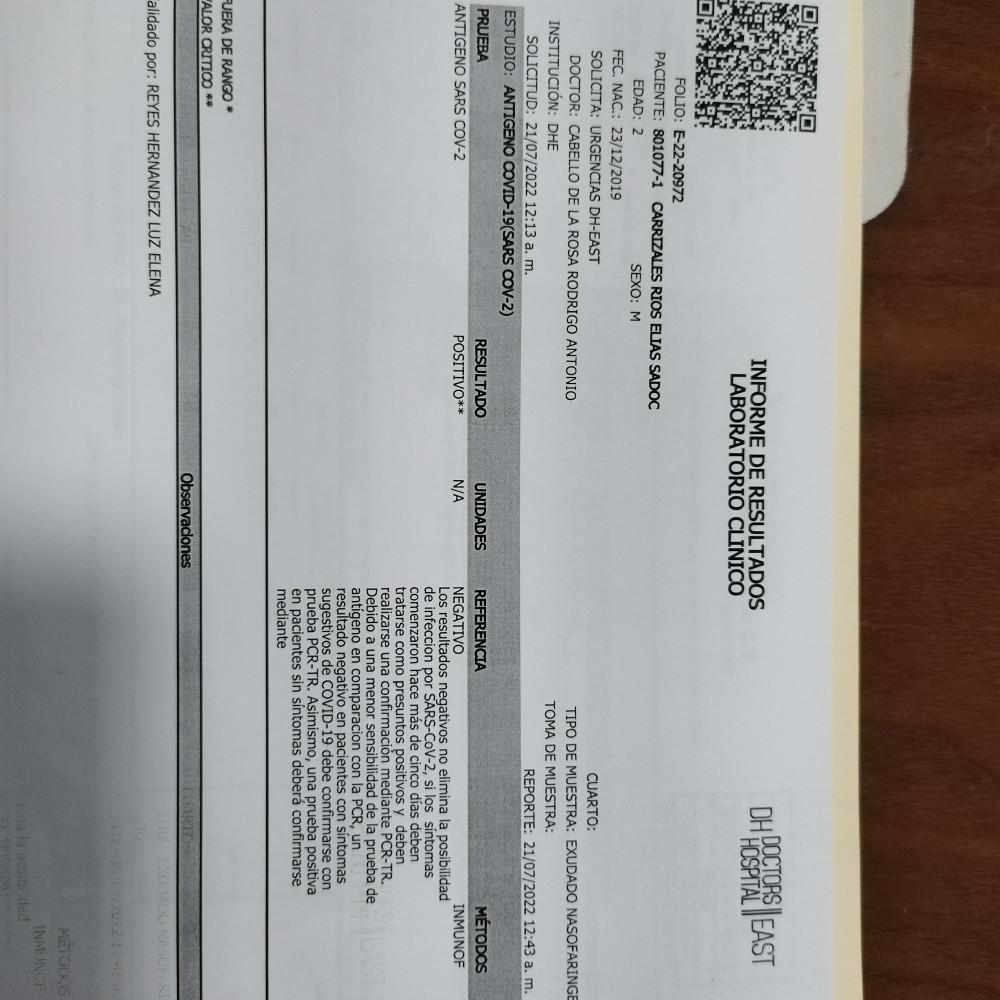 INFORME DE RESULTADOS
LABORATORIO CLINICO
DOCTORS EAST
DH HOSPITAL
FOLIO: E-22-20972
PACIENTE: 801077-1 CARRIZALES RIOS ELIAS SADOC
EDAD: 2 SEXO: M
FEC. NAC.: 23/12/2019
SOLICITA: URGENCIAS DH-EAST CUARTO:
DOCTOR: CABELLO DE LA ROSA RODRIGO ANTONIO TIPO DE MUESTRA: EXUDADO NASOFARINGE
INSTITUCIÓN: DHE TOMA DE MUESTRA:
SOLICITUD: 21/07/2022 12:13 a. m. REPORTE: 21/07/2022 12:43 a. m.
ESTUDIO: ANTIGENO COVID-19(SARS COV-2)
PRUEBA RESULTADO UNIDADES REFERENCIA MÉTODOS
ANTIGENO SARS COV-2 POSITIVO** N/A NEGATIVO INMUNOF
Los resultados negativos no elimina la posibilidad
de infeccion por SARS-CoV-2, si los síntomas
comenzaron hace más de cinco días deben
tratarse como presuntos positivos y deben
realizarse una confirmación mediante PCR-TR.
Debido a una menor sensibilidad de la prueba de
antígeno en comparacion con la PCR, un
resultado negativo en pacientes con síntomas
sugestivos de COVID-19 debe confirmarse con
prueba PCR-TR. Asimismo, una prueba positiva
en pacientes sin síntomas deberá confirmarse
mediante
FUERA DE RANGO *
VALOR CRITICO **
Observaciones
alidado por: REYES HERNANDEZ LUZ ELENA